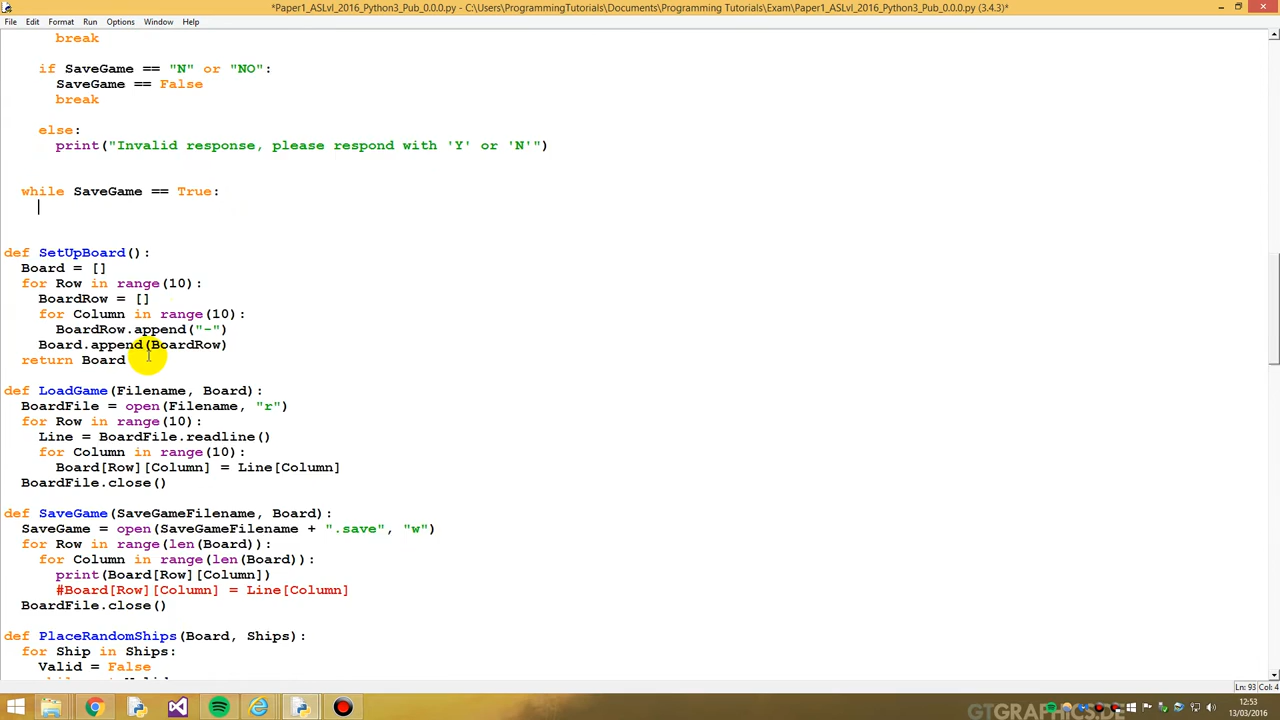 *Paper1_ASLvl_2016_Python3_Pub_0.0.0.py - C:\Users\ProgrammingTutorials\Documents\Programming Tutorials\Exam\Paper1_ASLvl_2016_Python3_Pub_0.0.0.py (3.4.3)*
File Edit Format Run Options Window Help
break
if SaveGame == "N" or "NO":
SaveGame == False
break
else:
print("Invalid response, please respond with 'Y' or 'N'")
while SaveGame == True:
def SetUpBoard():
Board = []
for Row in range(10):
BoardRow = []
for Column in range(10):
BoardRow.append("-")
Board.append(BoardRow)
return Board
def LoadGame(Filename, Board):
BoardFile = open(Filename, "r")
for Row in range(10):
Line = BoardFile.readline()
for Column in range(10):
Board[Row][Column] = Line[Column]
BoardFile.close()
def SaveGame(SaveGameFilename, Board):
SaveGame = open(SaveGameFilename + ".save", "w")
for Row in range(len(Board)):
for Column in range(len(Board)):
print(Board[Row][Column])
#Board[Row][Column] = Line[Column]
BoardFile.close()
def PlaceRandomShips(Board, Ships):
for Ship in Ships:
Valid = False
Ln: 93 Col: 4
12:53
13/03/2016
GTGRAPHICSDE